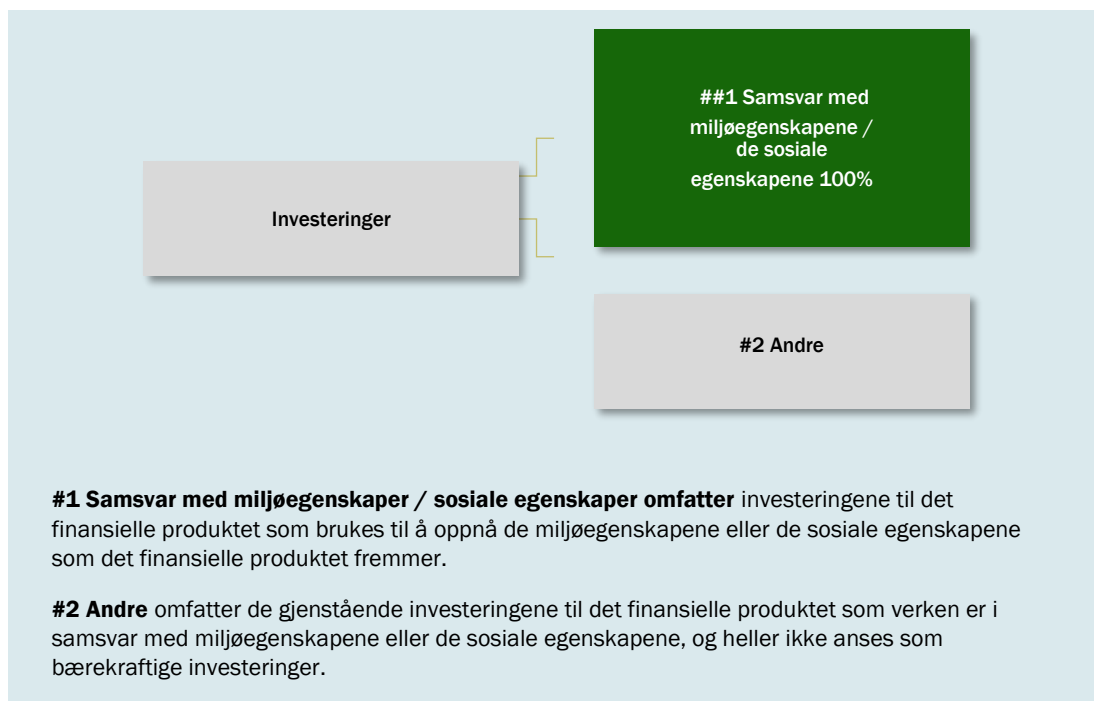 ##1 Samsvar med
miljøegenskapene /
de sosiale
egenskapene 100%
Investeringer
#2 Andre
#1 Samsvar med miljøegenskaper / sosiale egenskaper omfatter investeringene til det
finansielle produktet som brukes til å oppnå de miljøegenskapene eller de sosiale egenskapene
som det finansielle produktet fremmer.
#2 Andre omfatter de gjenstående investeringene til det finansielle produktet som verken er i
samsvar med miljøegenskapene eller de sosiale egenskapene, og heller ikke anses som
bærekraftige investeringer.